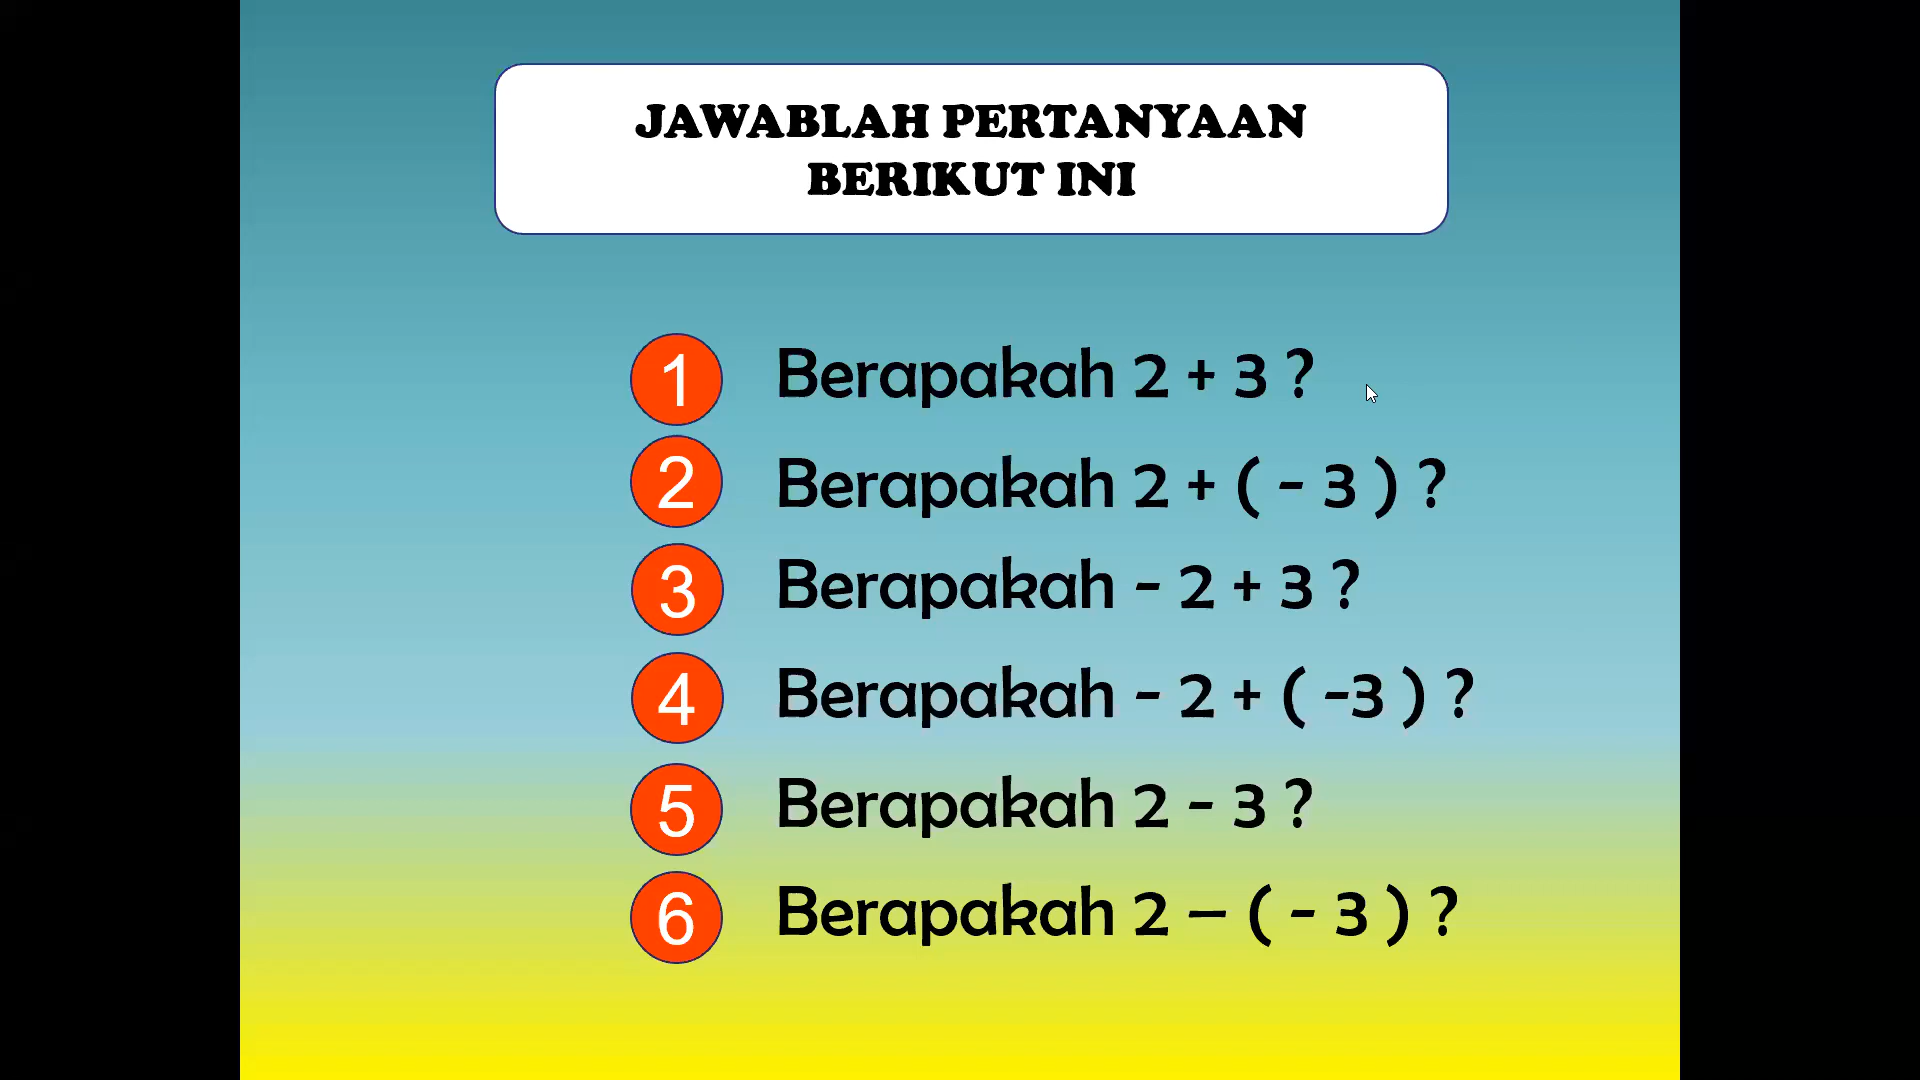 JAWABLAH PERTANYAAN
BERIKUT INI
1 Berapakah 2 + 3 ?
2 Berapakah 2 + ( - 3 ) ?
3 Berapakah - 2 + 3 ?
4 Berapakah - 2 + ( -3 ) ?
5 Berapakah 2 - 3 ?
6 Berapakah 2 – ( - 3 ) ?